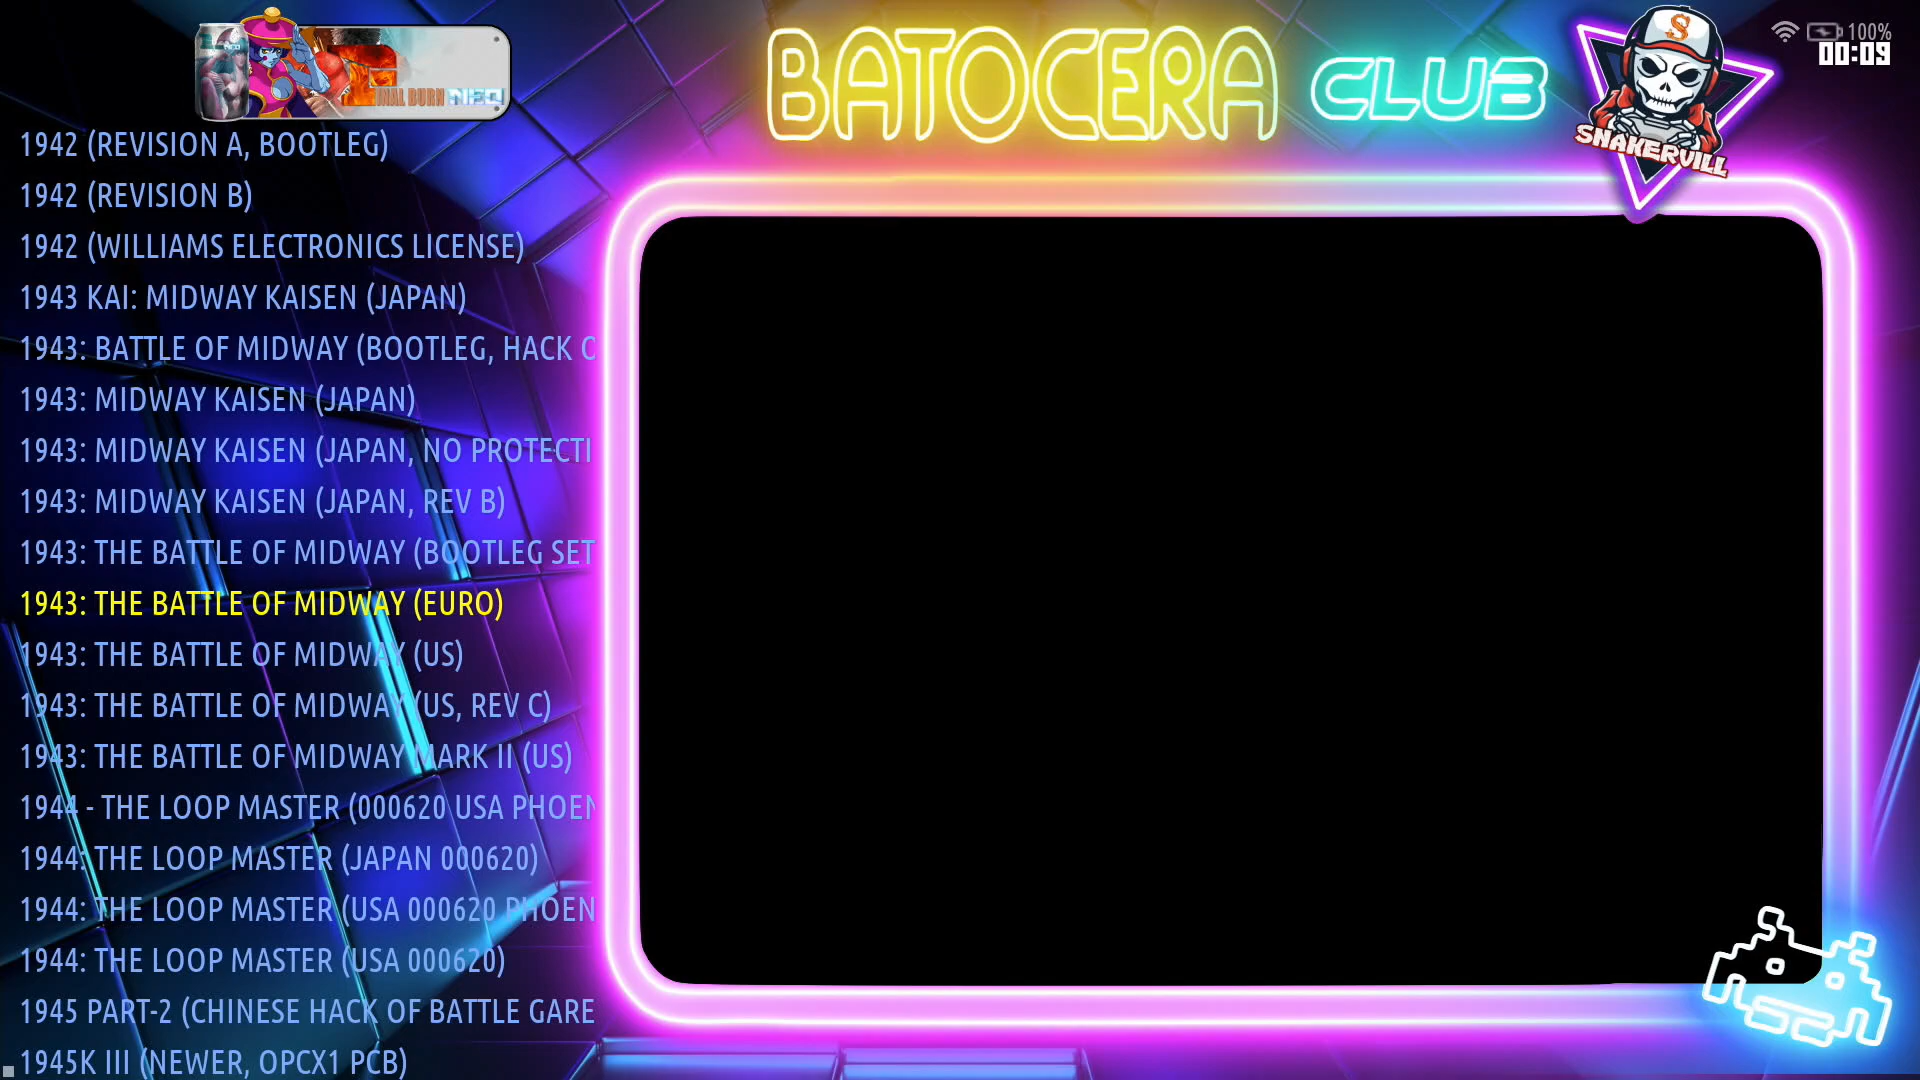 BATOCERA CLUB
SNAKERVILL
100%
00:09
NAL BURN NEO
1942 (REVISION A, BOOTLEG)
1942 (REVISION B)
1942 (WILLIAMS ELECTRONICS LICENSE)
1943 KAI: MIDWAY KAISEN (JAPAN)
1943: BATTLE OF MIDWAY (BOOTLEG, HACK O
1943: MIDWAY KAISEN (JAPAN)
1943: MIDWAY KAISEN (JAPAN, NO PROTECTI
1943: MIDWAY KAISEN (JAPAN, REV B)
1943: THE BATTLE OF MIDWAY (BOOTLEG SET
1943: THE BATTLE OF MIDWAY (EURO)
1943: THE BATTLE OF MIDWAY (US)
1943: THE BATTLE OF MIDWAY (US, REV C)
1943: THE BATTLE OF MIDWAY MARK II (US)
1944 - THE LOOP MASTER (000620 USA PHOEN
1944: THE LOOP MASTER (JAPAN 000620)
1944: THE LOOP MASTER (USA 000620 PHOEN
1944: THE LOOP MASTER (USA 000620)
1945 PART-2 (CHINESE HACK OF BATTLE GARE
1945K III (NEWER, OPCX1 PCB)